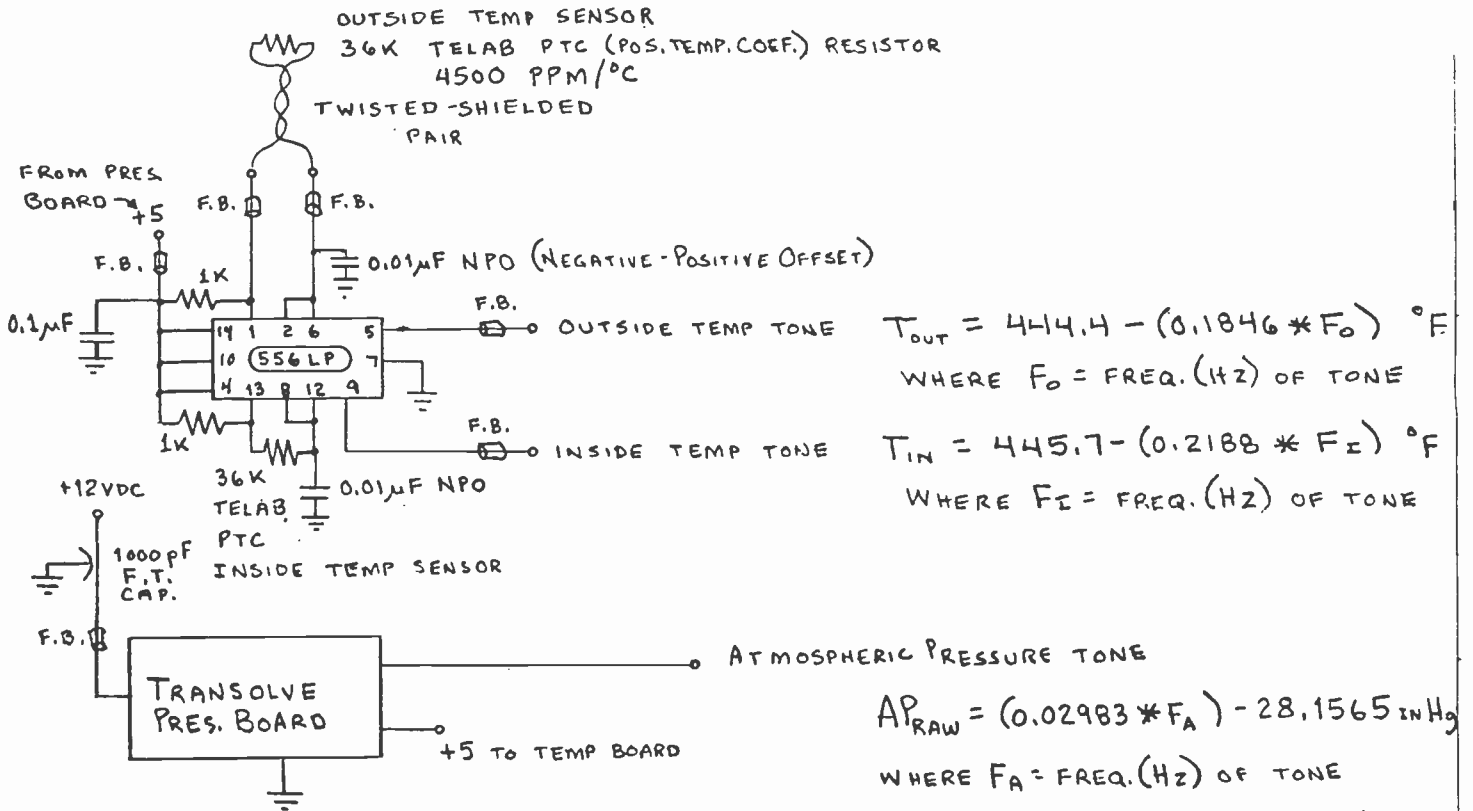 OUTSIDE TEMP SENSOR
36K TELAB PTC (POS. TEMP. COEF.) RESISTOR
4500 PPM/°C
TWISTED-SHIELDED
PAIR
FROM PRES.
BOARD
+5
F.B.
F.B.
F.B.
0.01µF NPO (NEGATIVE-POSITIVE OFFSET)
1K
0.1µF
14 1 2 6 5
10 556LP 7
4 13 8 12 9
F.B.
OUTSIDE TEMP TONE
T_OUT = 444.4 - (0.1846 * F_O) °F
WHERE F_O = FREQ. (HZ) OF TONE
1K
F.B.
INSIDE TEMP TONE
T_IN = 445.7 - (0.2188 * F_I) °F
WHERE F_I = FREQ. (HZ) OF TONE
36K
TELAB
PTC
INSIDE TEMP SENSOR
0.01µF NPO
+12VDC
1000pF
F.T.
CAP.
F.B.
TRANSOLVE
PRES. BOARD
ATMOSPHERIC PRESSURE TONE
+5 TO TEMP BOARD
AP_RAW = (0.02983 * F_A) - 28.1565 IN Hg
WHERE F_A = FREQ. (Hz) OF TONE